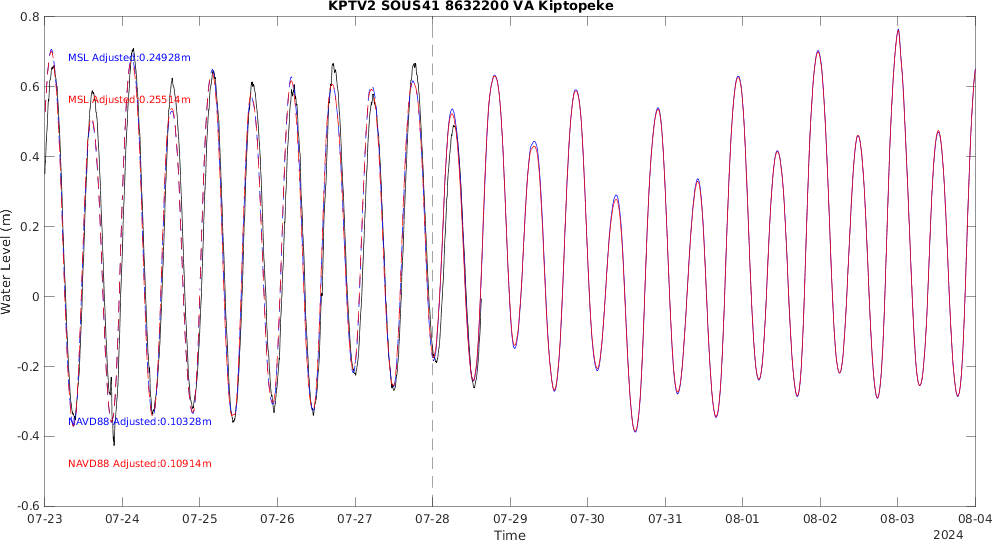 KPTV2 SOUS41 8632200 VA Kiptopeke
0.8
0.6
0.4
0.2
0
-0.2
-0.4
-0.6
Water Level (m)
MSL Adjusted:0.24928m
MSL Adjusted:0.25514m
NAVD88 Adjusted:0.10328m
NAVD88 Adjusted:0.10914m
07-23 07-24 07-25 07-26 07-27 07-28 07-29 07-30 07-31 08-01 08-02 08-03 08-04
Time
2024